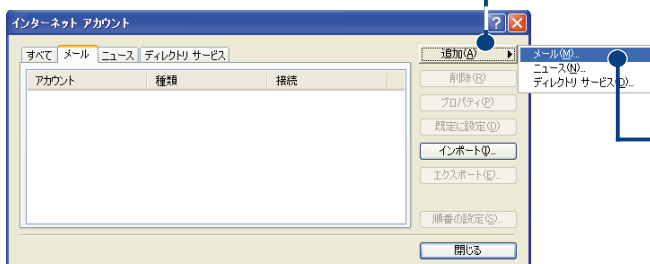 インターネット アカウント
すべて メール ニュース ディレクトリ サービス
アカウント 種類 接続
追加(A)
削除(R)
プロパティ(P)
既定に設定(D)
インポート(I)...
エクスポート(E)...
順番の設定(S)...
閉じる
メール(M)...
ニュース(N)...
ディレクトリ サービス(D)...